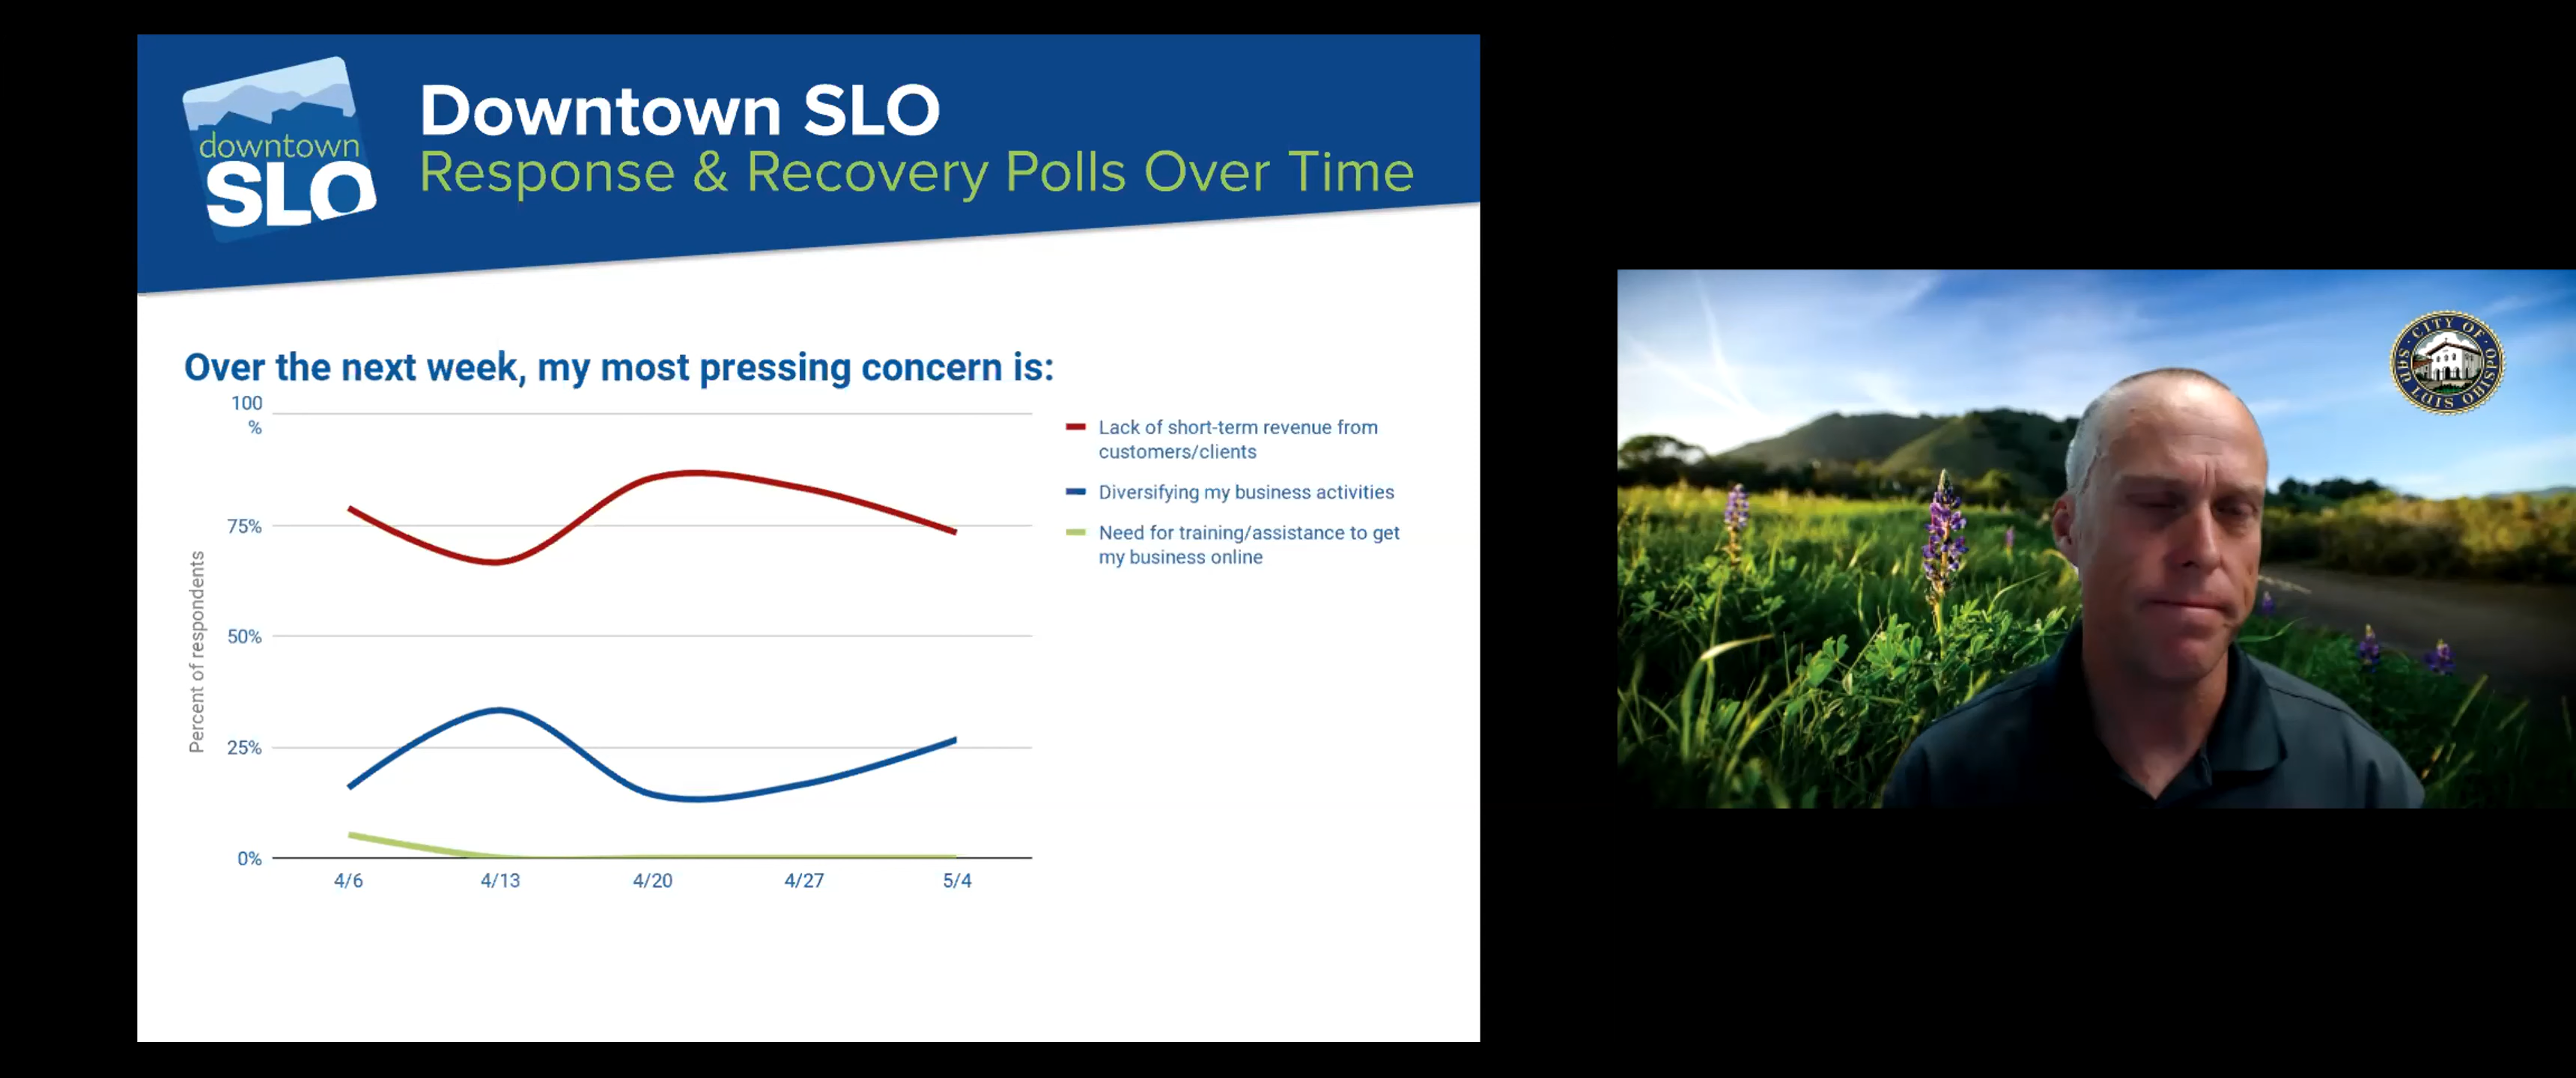 downtown
SLO
Downtown SLO
Response & Recovery Polls Over Time
Over the next week, my most pressing concern is:
100
%
75%
50%
25%
0%
Percent of respondents
4/6
4/13
4/20
4/27
5/4
Lack of short-term revenue from
customers/clients
Diversifying my business activities
Need for training/assistance to get
my business online
CITY OF
SAN LUIS OBISPO